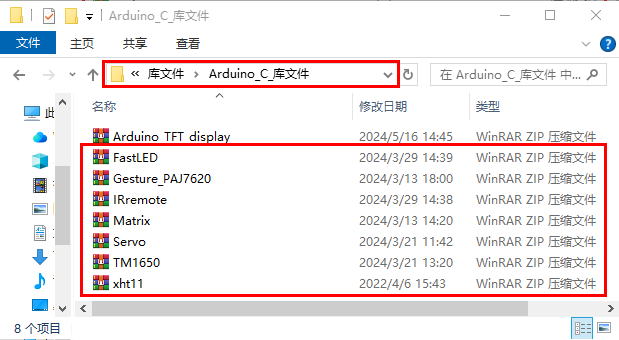 Arduino_C_库文件
文件 主页 共享 查看
« 库文件 › Arduino_C_库文件
在 Arduino_C_库文件 中...
名称 修改日期 类型
Arduino_TFT_display 2024/5/16 14:45 WinRAR ZIP 压缩文件
FastLED 2024/3/29 14:39 WinRAR ZIP 压缩文件
Gesture_PAJ7620 2024/3/13 18:00 WinRAR ZIP 压缩文件
IRremote 2024/3/29 14:38 WinRAR ZIP 压缩文件
Matrix 2024/3/13 14:20 WinRAR ZIP 压缩文件
Servo 2024/3/21 11:42 WinRAR ZIP 压缩文件
TM1650 2024/3/21 13:20 WinRAR ZIP 压缩文件
xht11 2022/4/6 15:43 WinRAR ZIP 压缩文件
8 个项目